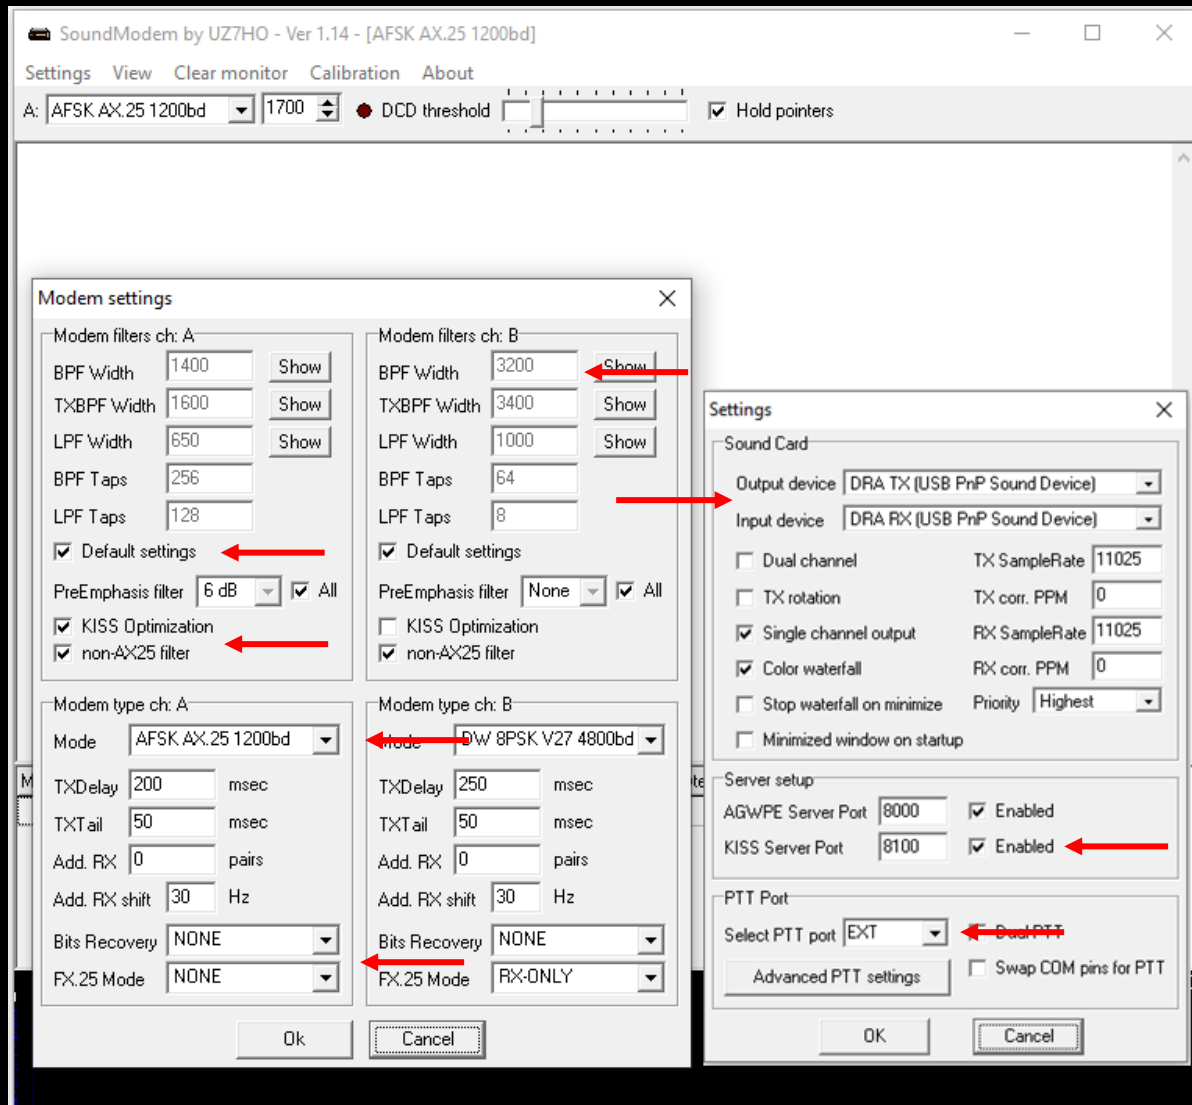 SoundModem by UZ7HO - Ver 1.14 - [AFSK AX.25 1200bd]
Settings View Clear monitor Calibration About
A: AFSK AX.25 1200bd 1700 DCD threshold Hold pointers
Modem settings
Modem filters ch: A
BPF Width 1400 Show
TXBPF Width 1600 Show
LPF Width 650 Show
BPF Taps 256
LPF Taps 128
Default settings
PreEmphasis filter 6 dB All
KISS Optimization
non-AX25 filter
Modem filters ch: B
BPF Width 3200 Show
TXBPF Width 3400 Show
LPF Width 1000 Show
BPF Taps 64
LPF Taps 8
Default settings
PreEmphasis filter None All
KISS Optimization
non-AX25 filter
Modem type ch: A
Mode AFSK AX.25 1200bd
TXDelay 200 msec
TXTail 50 msec
Add. RX 0 pairs
Add. RX shift 30 Hz
Bits Recovery NONE
FX.25 Mode NONE
Modem type ch: B
Mode DW 8PSK V27 4800bd
TXDelay 250 msec
TXTail 50 msec
Add. RX 0 pairs
Add. RX shift 30 Hz
Bits Recovery NONE
FX.25 Mode RX-ONLY
Ok Cancel
Settings
Sound Card
Output device DRA TX (USB PnP Sound Device)
Input device DRA RX (USB PnP Sound Device)
Dual channel TX SampleRate 11025
TX rotation TX corr. PPM 0
Single channel output RX SampleRate 11025
Color waterfall RX corr. PPM 0
Stop waterfall on minimize Priority Highest
Minimized window on startup
Server setup
AGWPE Server Port 8000 Enabled
KISS Server Port 8100 Enabled
PTT Port
Select PTT port EXT Dual PTT
Advanced PTT settings Swap COM pins for PTT
OK Cancel